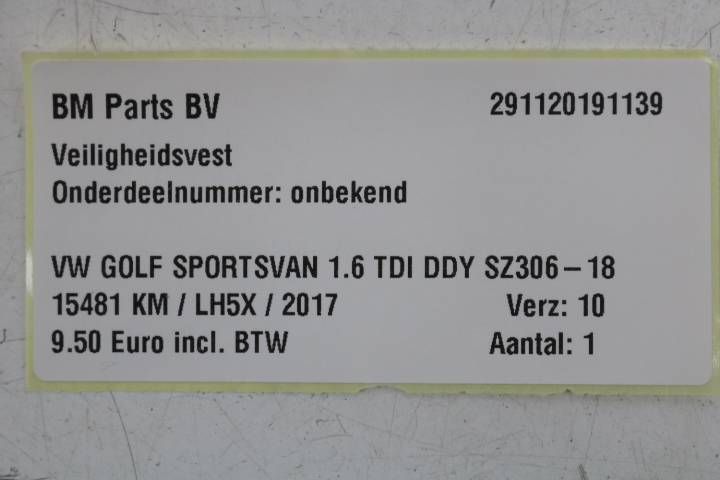 BM Parts BV 291120191139
Veiligheidsvest
Onderdeelnummer: onbekend
VW GOLF SPORTSVAN 1.6 TDI DDY SZ306-18
15481 KM / LH5X / 2017 Verz: 10
9.50 Euro incl. BTW Aantal: 1